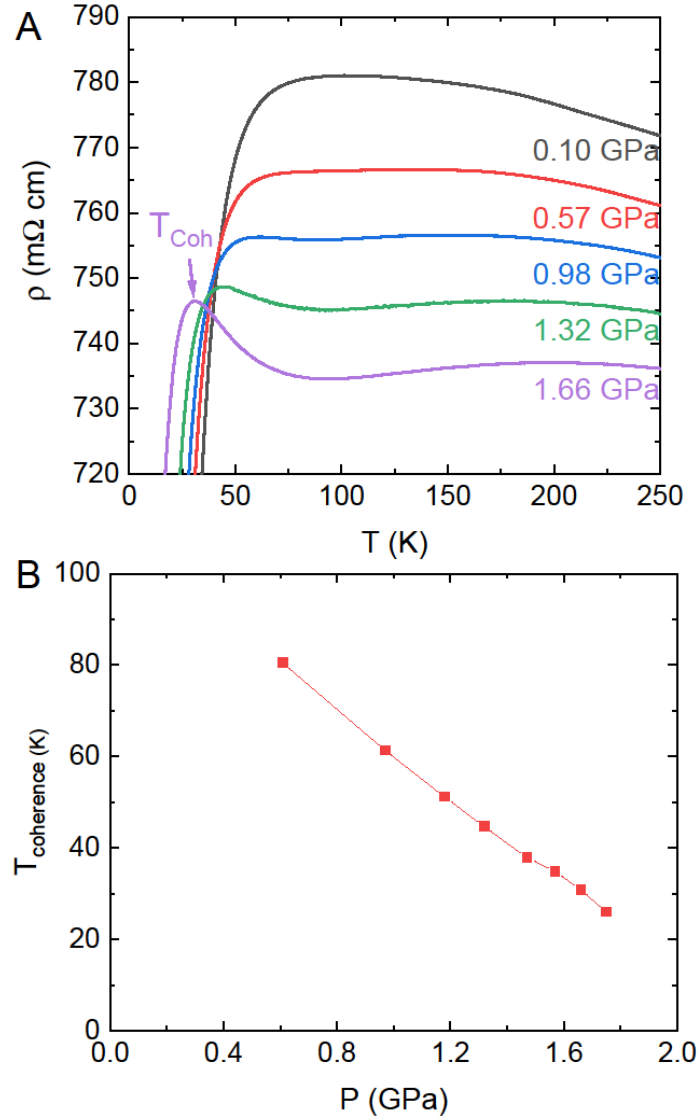 A
790
780
770
760
750
740
730
720
ρ (mΩ cm)
T_Coh
0.10 GPa
0.57 GPa
0.98 GPa
1.32 GPa
1.66 GPa
0 50 100 150 200 250
T (K)
B
100
80
60
40
20
0
T_coherence (K)
0.0 0.4 0.8 1.2 1.6 2.0
P (GPa)